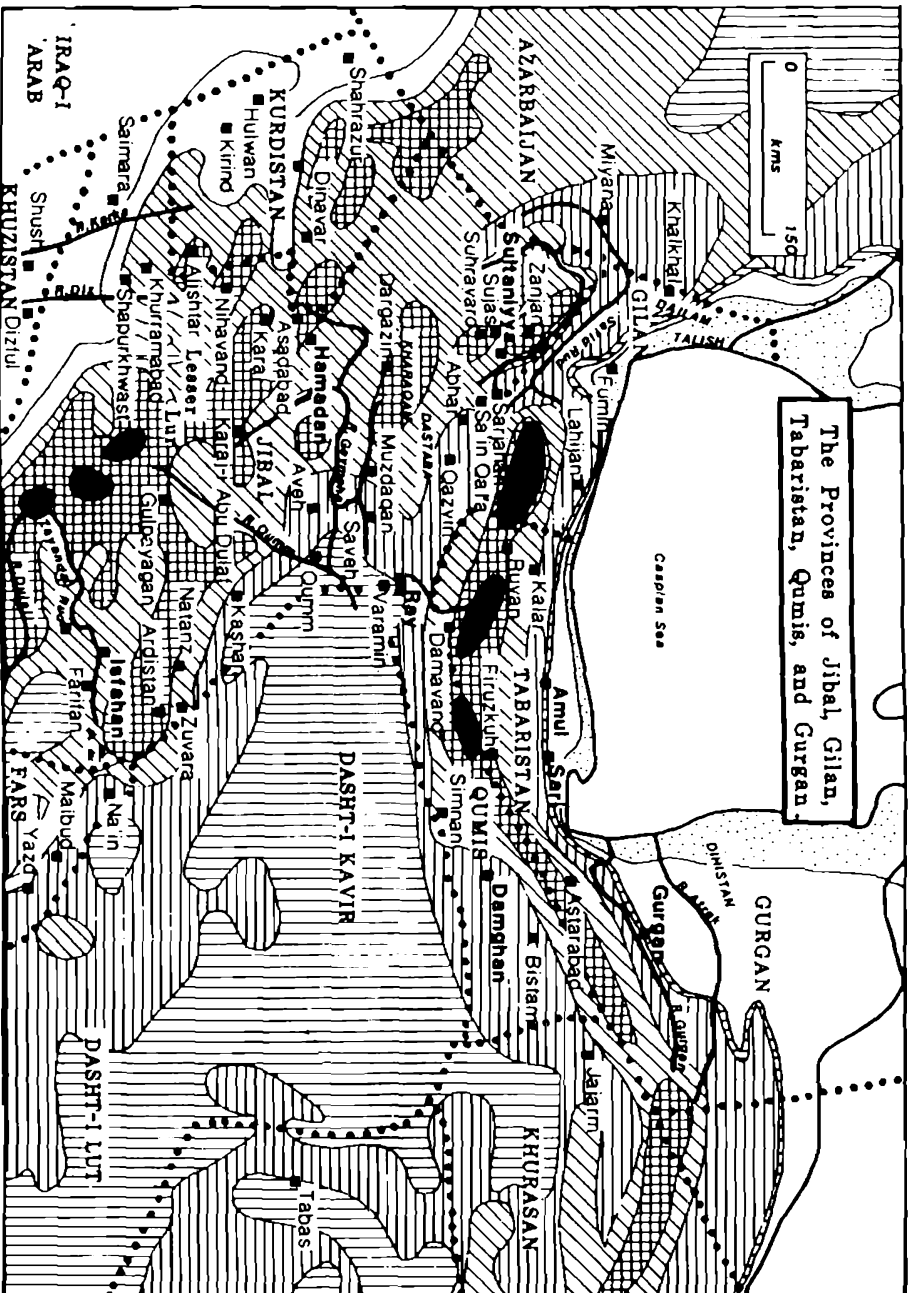 The Provinces of Jibal, Gilan,
Tabaristan, Qumis, and Gurgan.
0 150
kms
AZARBAIJAN
Miyana
Khalkhal
GILAN
DAILAM
TALISH
Fumin
Lahijan
Caspian Sea
DIHISTAN
GURGAN
R. Atrak
Gurgan
R. Gurgan
Shahrazur
KURDISTAN
Hulwan
Kirind
Dinavar
Suhravard
Sujas
Sultaniyya
Zanjan
Abhar
Sa'in Qara
Sarjahan
Kalar
Ruyan
TABARISTAN
Amul
Sari
Astarabad
Jajarm
Bistam
Damghan
QUMIS
Simnan
Firuzkuh
Damavand
Ray
Varamin
Qazvin
DASTABA
KHARAQAN
Dargazin
Muzdaqan
Saveh
Aveh
Hamadan
Asadabad
JIBAL
Kara
Karaj-Abu Dulaf
Nihavand
Alishtar
Lesser
Lur
Khurramabad
Shapurkhwast
'IRAQ-I
'ARAB
Saimara
R. Karka
Shush
R. Diz
KHUZISTAN
Dizful
Qumm
Kashan
Gulpayagan
Natanz
Ardistan
Zuvara
Isfahan
Farifan
FARS
Na'in
Maibud
Yazd
DASHT-I KAVIR
DASHT-I LUT
KHURASAN
Tabas